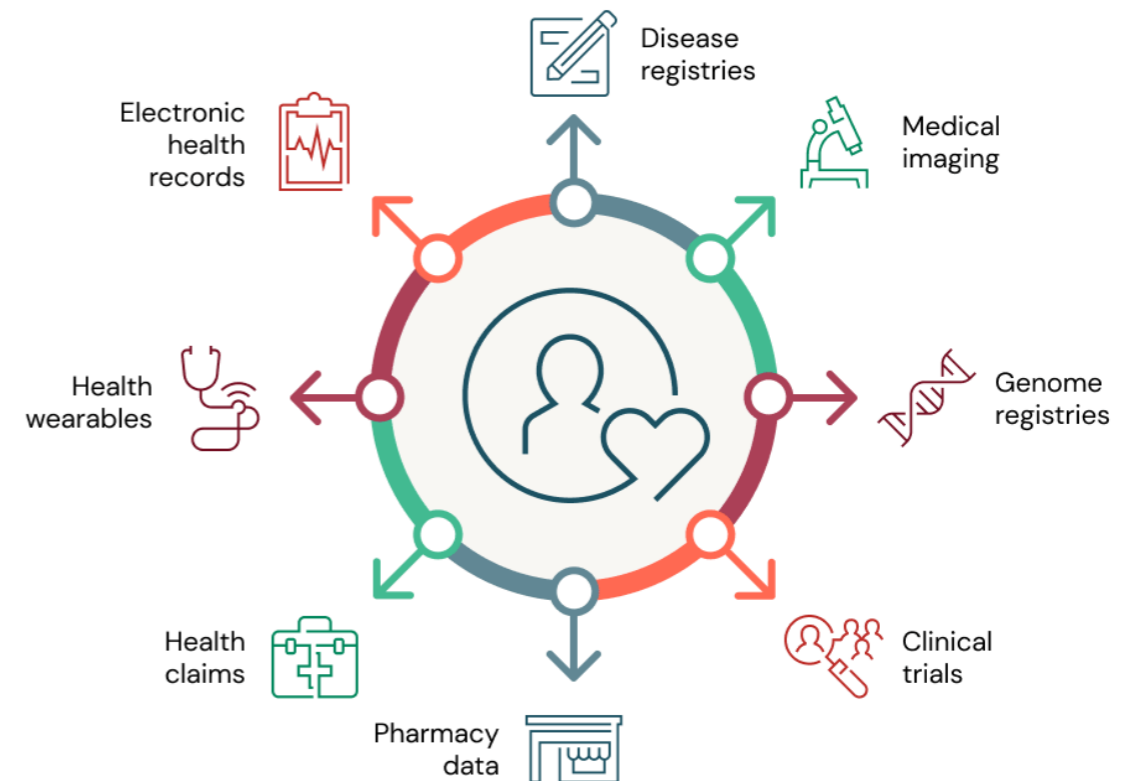 Disease
registries
Electronic
health
records
Medical
imaging
Health
wearables
Genome
registries
Health
claims
Clinical
trials
Pharmacy
data